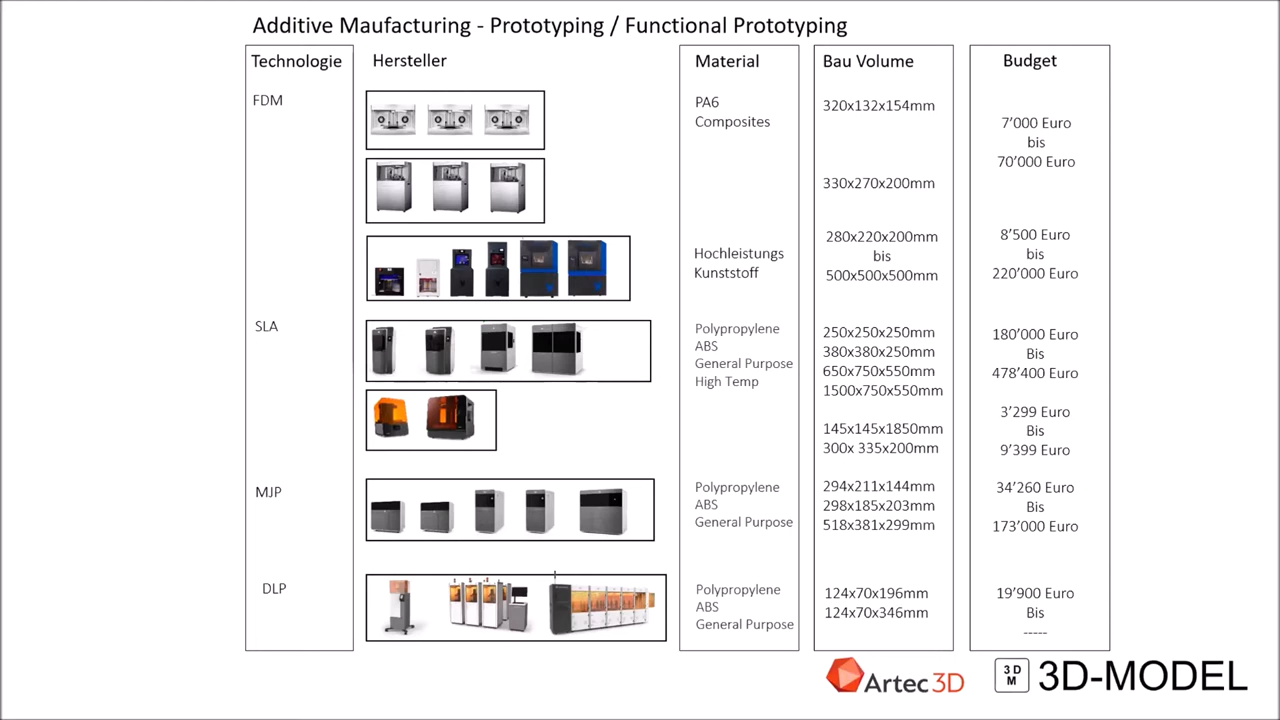 Additive Maufacturing - Prototyping / Functional Prototyping
Technologie
Hersteller
Material
Bau Volume
Budget
FDM
PA6
Composites
320x132x154mm
330x270x200mm
7’000 Euro
bis
70’000 Euro
Hochleistungs
Kunststoff
280x220x200mm
bis
500x500x500mm
8’500 Euro
bis
220’000 Euro
SLA
Polypropylene
ABS
General Purpose
High Temp
250x250x250mm
380x380x250mm
650x750x550mm
1500x750x550mm
180’000 Euro
Bis
478’400 Euro
145x145x1850mm
300x 335x200mm
3’299 Euro
Bis
9’399 Euro
MJP
Polypropylene
ABS
General Purpose
294x211x144mm
298x185x203mm
518x381x299mm
34’260 Euro
Bis
173’000 Euro
DLP
Polypropylene
ABS
General Purpose
124x70x196mm
124x70x346mm
19’900 Euro
Bis
-----
Artec 3D
3 D
M
3D-MODEL